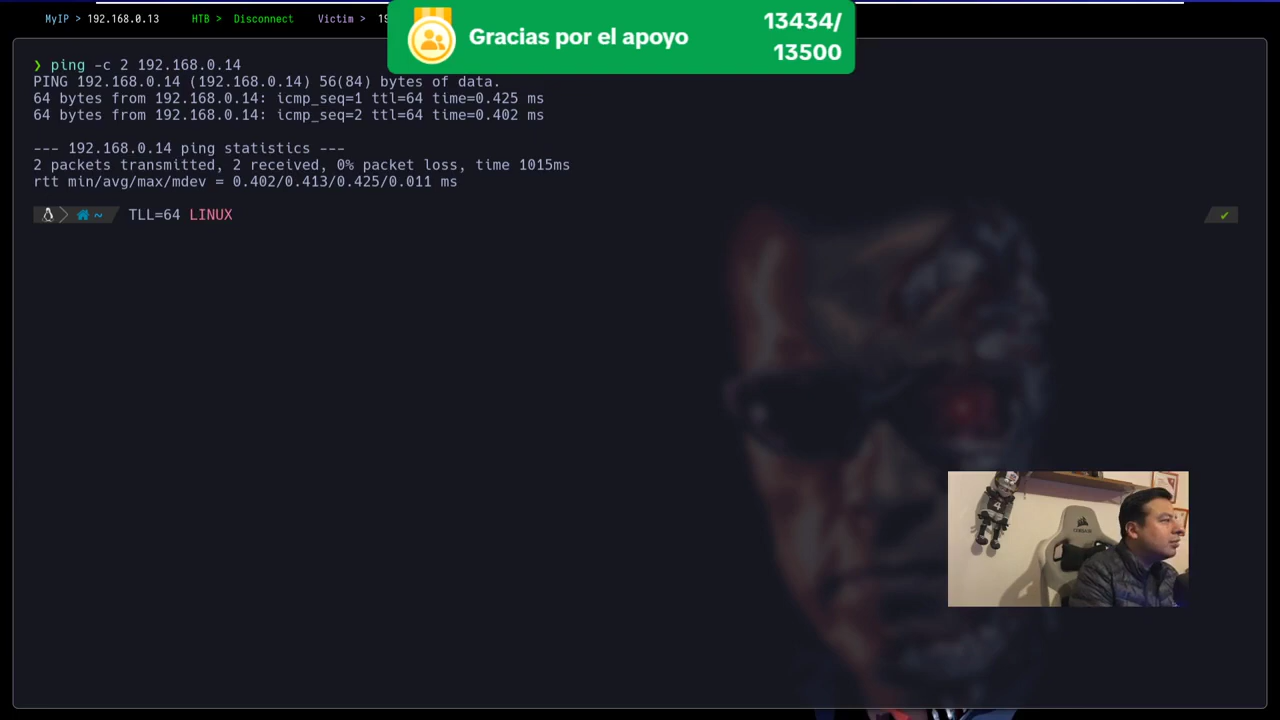 MyIP > 192.168.0.13 HTB > Disconnect Victim > 19
Gracias por el apoyo
13434/
13500
❯ ping -c 2 192.168.0.14
PING 192.168.0.14 (192.168.0.14) 56(84) bytes of data.
64 bytes from 192.168.0.14: icmp_seq=1 ttl=64 time=0.425 ms
64 bytes from 192.168.0.14: icmp_seq=2 ttl=64 time=0.402 ms
--- 192.168.0.14 ping statistics ---
2 packets transmitted, 2 received, 0% packet loss, time 1015ms
rtt min/avg/max/mdev = 0.402/0.413/0.425/0.011 ms
~ TLL=64 LINUX ✔
4